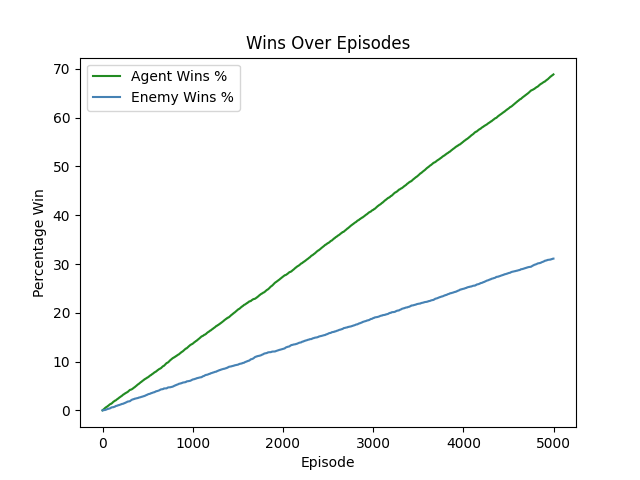 Wins Over Episodes
Agent Wins %
Enemy Wins %
Percentage Win
70
60
50
40
30
20
10
0
0 1000 2000 3000 4000 5000
Episode